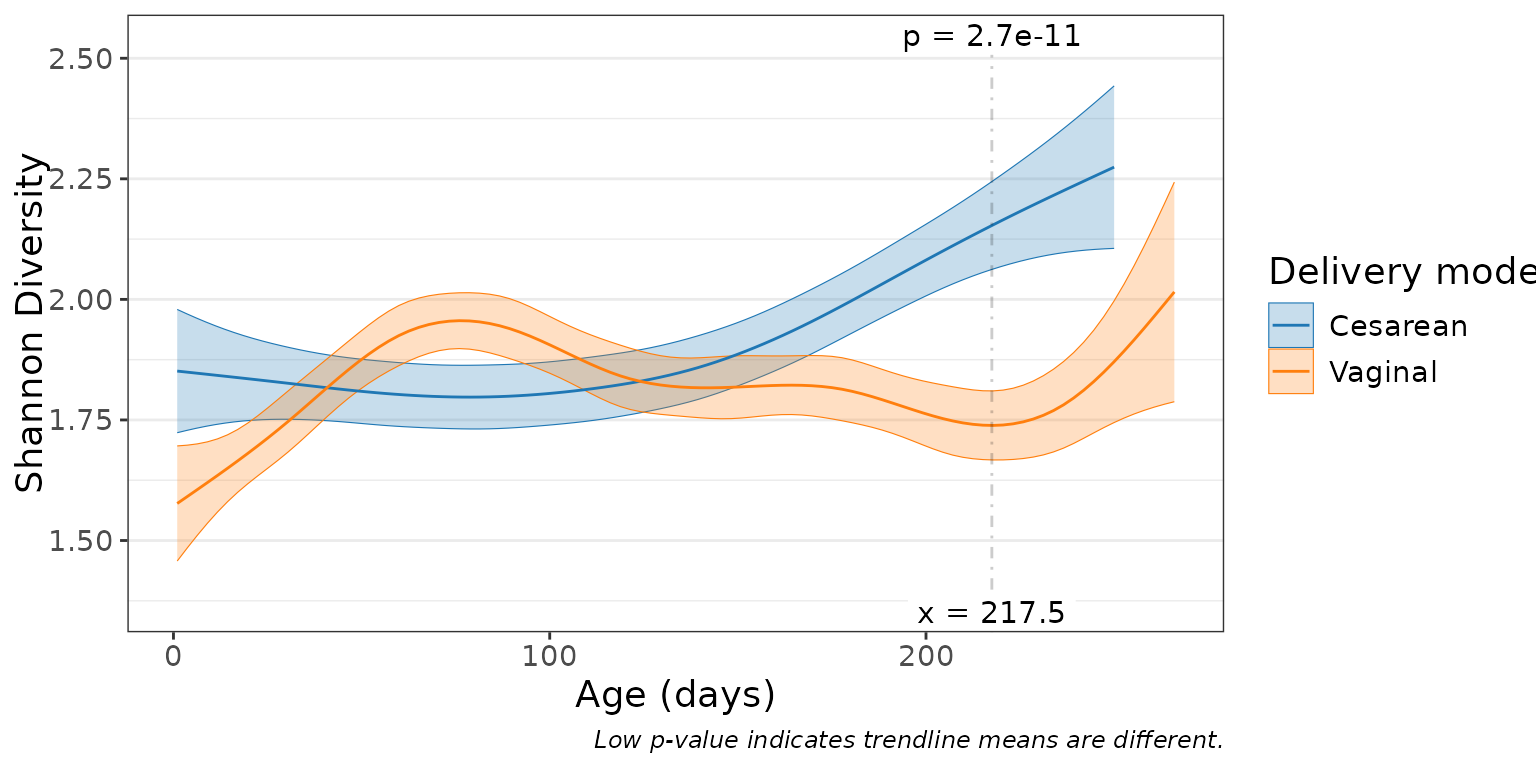 p = 2.7e-11
2.50
2.25
2.00
1.75
1.50
Shannon Diversity
x = 217.5
0 100 200
Age (days)
Low p-value indicates trendline means are different.
Delivery mode
Cesarean
Vaginal